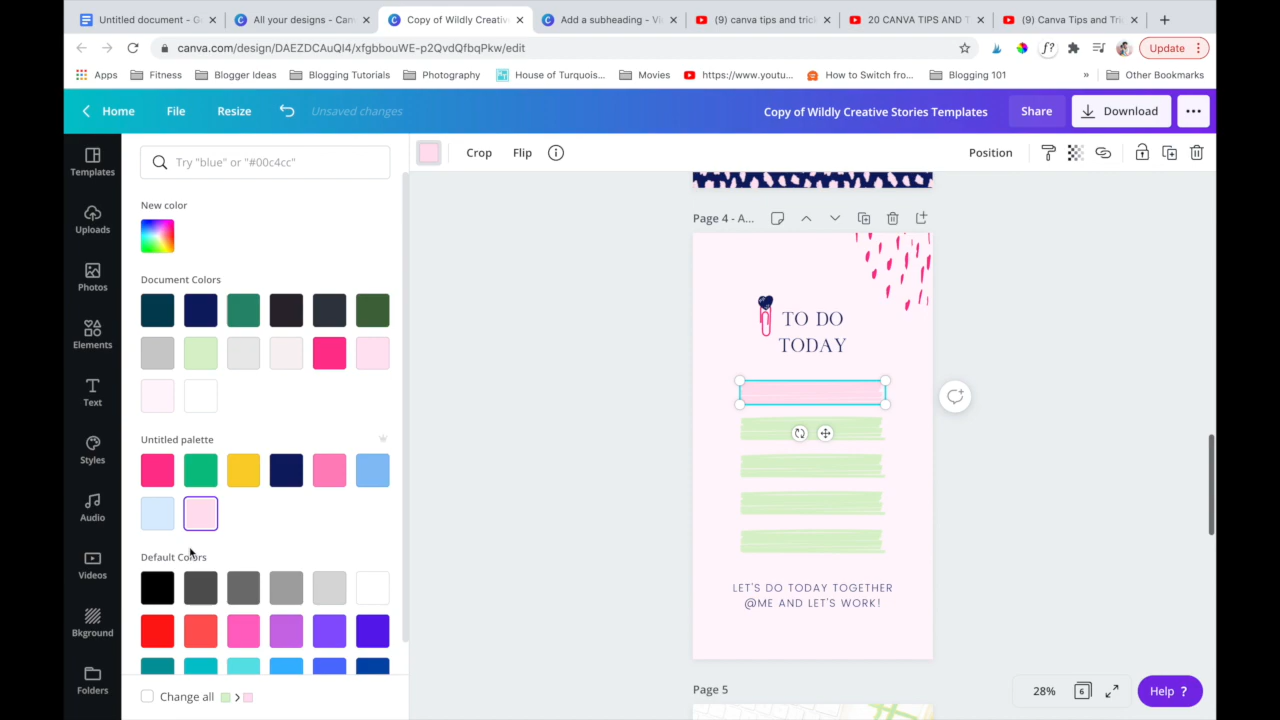 Untitled document - G
All your designs - Can
Copy of Wildly Creativ
Add a subheading - Vi
(9) canva tips and tric
20 CANVA TIPS AND T
(9) Canva Tips and Tri
canva.com/design/DAEZDCAuQI4/xfgbbouWE-p2QvdQfbqPkw/edit
f?
Update
Apps
Fitness
Blogger Ideas
Blogging Tutorials
Photography
House of Turquois...
Movies
https://www.youtu...
How to Switch fro...
Blogging 101
»
Other Bookmarks
Home
File
Resize
Unsaved changes
Copy of Wildly Creative Stories Templates
Share
Download
Crop
Flip
Position
Templates
Uploads
Photos
Elements
Text
Styles
Audio
Videos
Bkground
Folders
Try "blue" or "#00c4cc"
New color
Document Colors
Untitled palette
Default Colors
Change all
Page 4 - A...
TO DO
TODAY
LET'S DO TODAY TOGETHER
@ME AND LET'S WORK!
Page 5
28%
6
Help ?